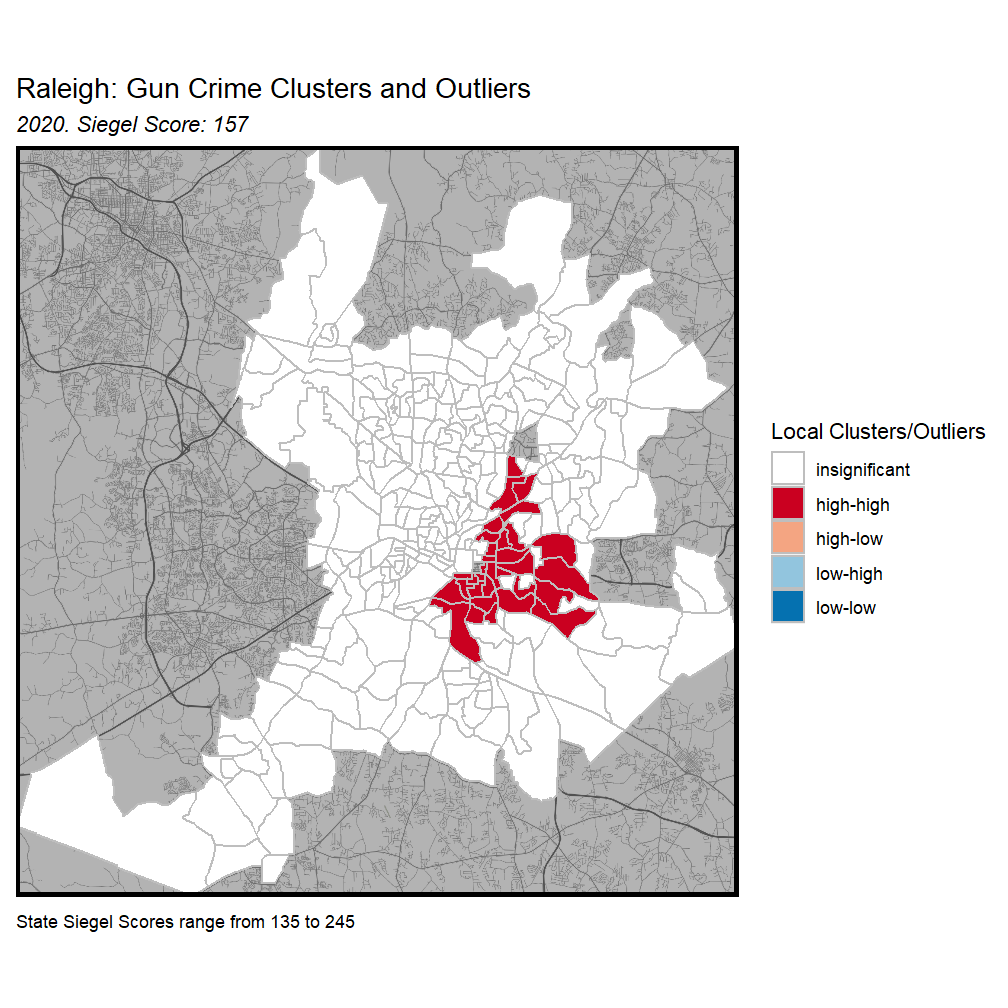 Raleigh: Gun Crime Clusters and Outliers
2020. Siegel Score: 157
Local Clusters/Outliers
insignificant
high-high
high-low
low-high
low-low
State Siegel Scores range from 135 to 245